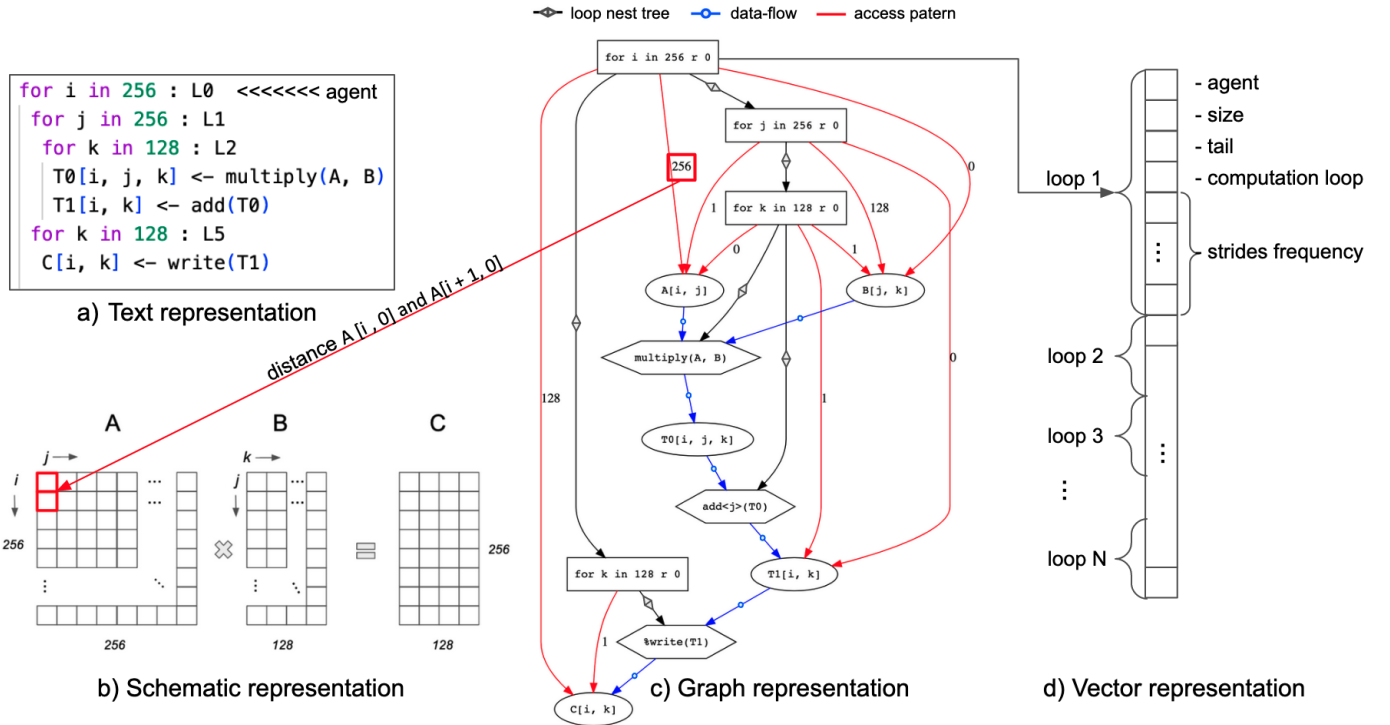 loop nest tree
data-flow
access patern
for i in 256 : L0 <<<<<<< agent
for j in 256 : L1
for k in 128 : L2
T0[i, j, k] <- multiply(A, B)
T1[i, k] <- add(T0)
for k in 128 : L5
C[i, k] <- write(T1)
a) Text representation
distance A [i , 0] and A[i + 1, 0]
A
B
C
j
i
k
j
...
...
...
...
256
256
256
128
128
b) Schematic representation
for i in 256 r 0
for j in 256 r 0
256
0
for k in 128 r 0
1
128
0
1
A[i, j]
B[j, k]
multiply(A, B)
0
128
1
T0[i, j, k]
add<j>(T0)
for k in 128 r 0
T1[i, k]
1
%write(T1)
C[i, k]
c) Graph representation
- agent
- size
- tail
- computation loop
loop 1
strides frequency
loop 2
loop 3
loop N
d) Vector representation